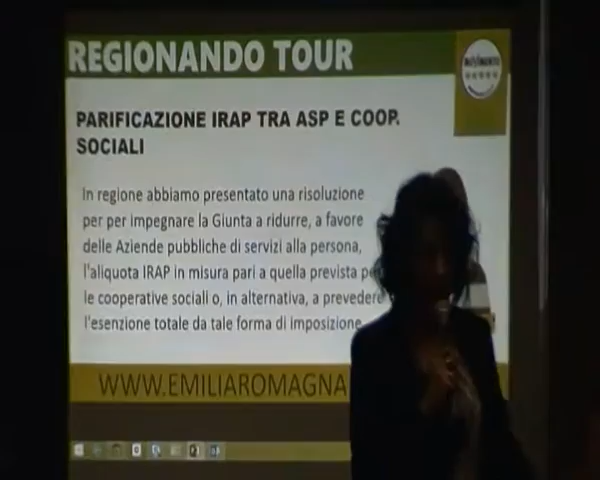 REGIONANDO TOUR
MOVIMENTO
PARIFICAZIONE IRAP TRA ASP E COOP.
SOCIALI
In regione abbiamo presentato una risoluzione
per per impegnare la Giunta a ridurre, a favore
delle Aziende pubbliche di servizi alla persona,
l'aliquota IRAP in misura pari a quella prevista pe
le cooperative sociali o, in alternativa, a prevedere
l'esenzione totale da tale forma di imposizione
WWW.EMILIAROMAGNA